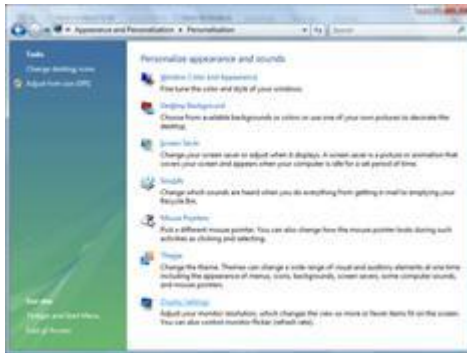 Appearance and Personalization ▸ Personalization
Tasks
Change desktop icons
Adjust font size (DPI)
Personalize appearance and sounds
Window Color and Appearance
Fine tune the color and style of your windows.
Desktop Background
Choose from available backgrounds or colors or use one of your own pictures to decorate the
desktop.
Screen Saver
Change your screen saver or adjust when it displays. A screen saver is a picture or animation that
covers your screen and appears when your computer is idle for a set period of time.
Sounds
Change which sounds are heard when you do everything from getting e-mail to emptying your
Recycle Bin.
Mouse Pointers
Pick a different mouse pointer. You can also change how the mouse pointer looks during such
activities as clicking and selecting.
Theme
Change the theme. Themes can change a wide range of visual and auditory elements at one time
including the appearance of menus, icons, backgrounds, screen savers, some computer sounds,
and mouse pointers.
Display Settings
Adjust your monitor resolution, which changes the view so more or fewer items fit on the screen.
You can also control monitor flicker (refresh rate).
See also
Taskbar and Start Menu
Ease of Access